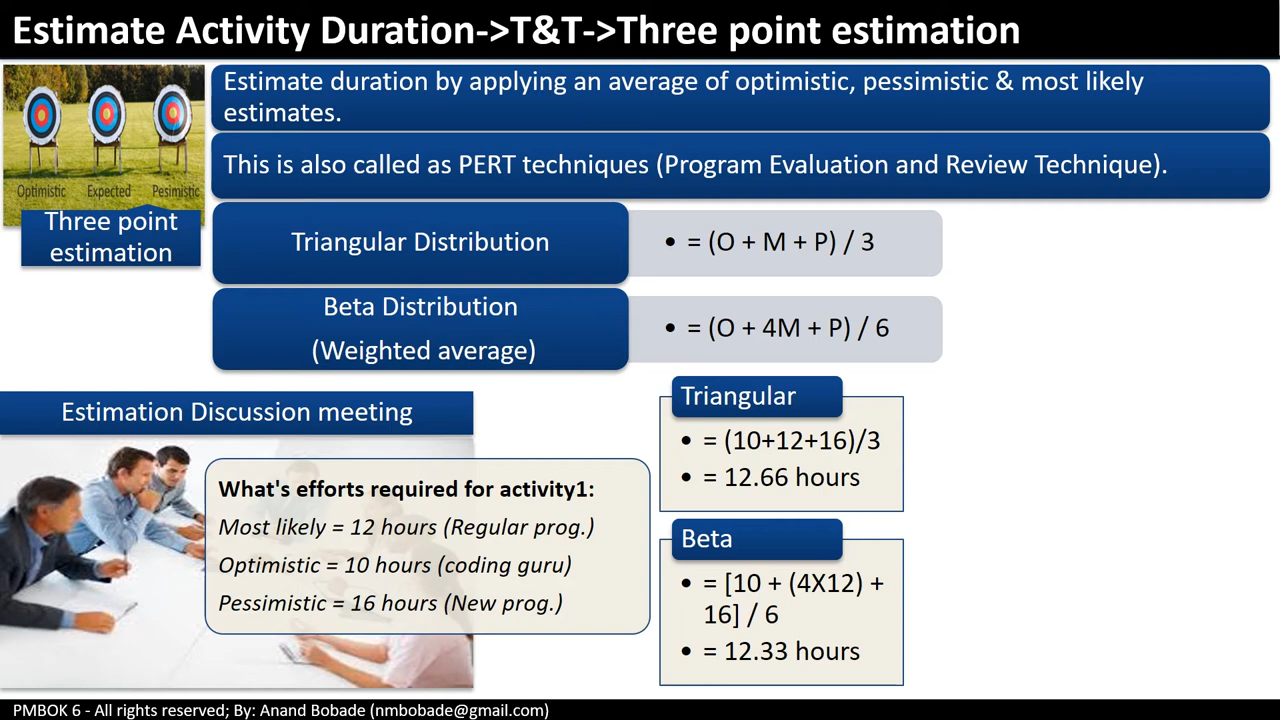 Estimate Activity Duration->T&T->Three point estimation
Estimate duration by applying an average of optimistic, pessimistic & most likely
estimates.
This is also called as PERT techniques (Program Evaluation and Review Technique).
Optimistic Expected Pesimistic
Three point
estimation
Triangular Distribution
• = (O + M + P) / 3
Beta Distribution
(Weighted average)
• = (O + 4M + P) / 6
Estimation Discussion meeting
What's efforts required for activity1:
Most likely = 12 hours (Regular prog.)
Optimistic = 10 hours (coding guru)
Pessimistic = 16 hours (New prog.)
Triangular
• = (10+12+16)/3
• = 12.66 hours
Beta
• = [10 + (4X12) +
16] / 6
• = 12.33 hours
PMBOK 6 - All rights reserved; By: Anand Bobade (nmbobade@gmail.com)